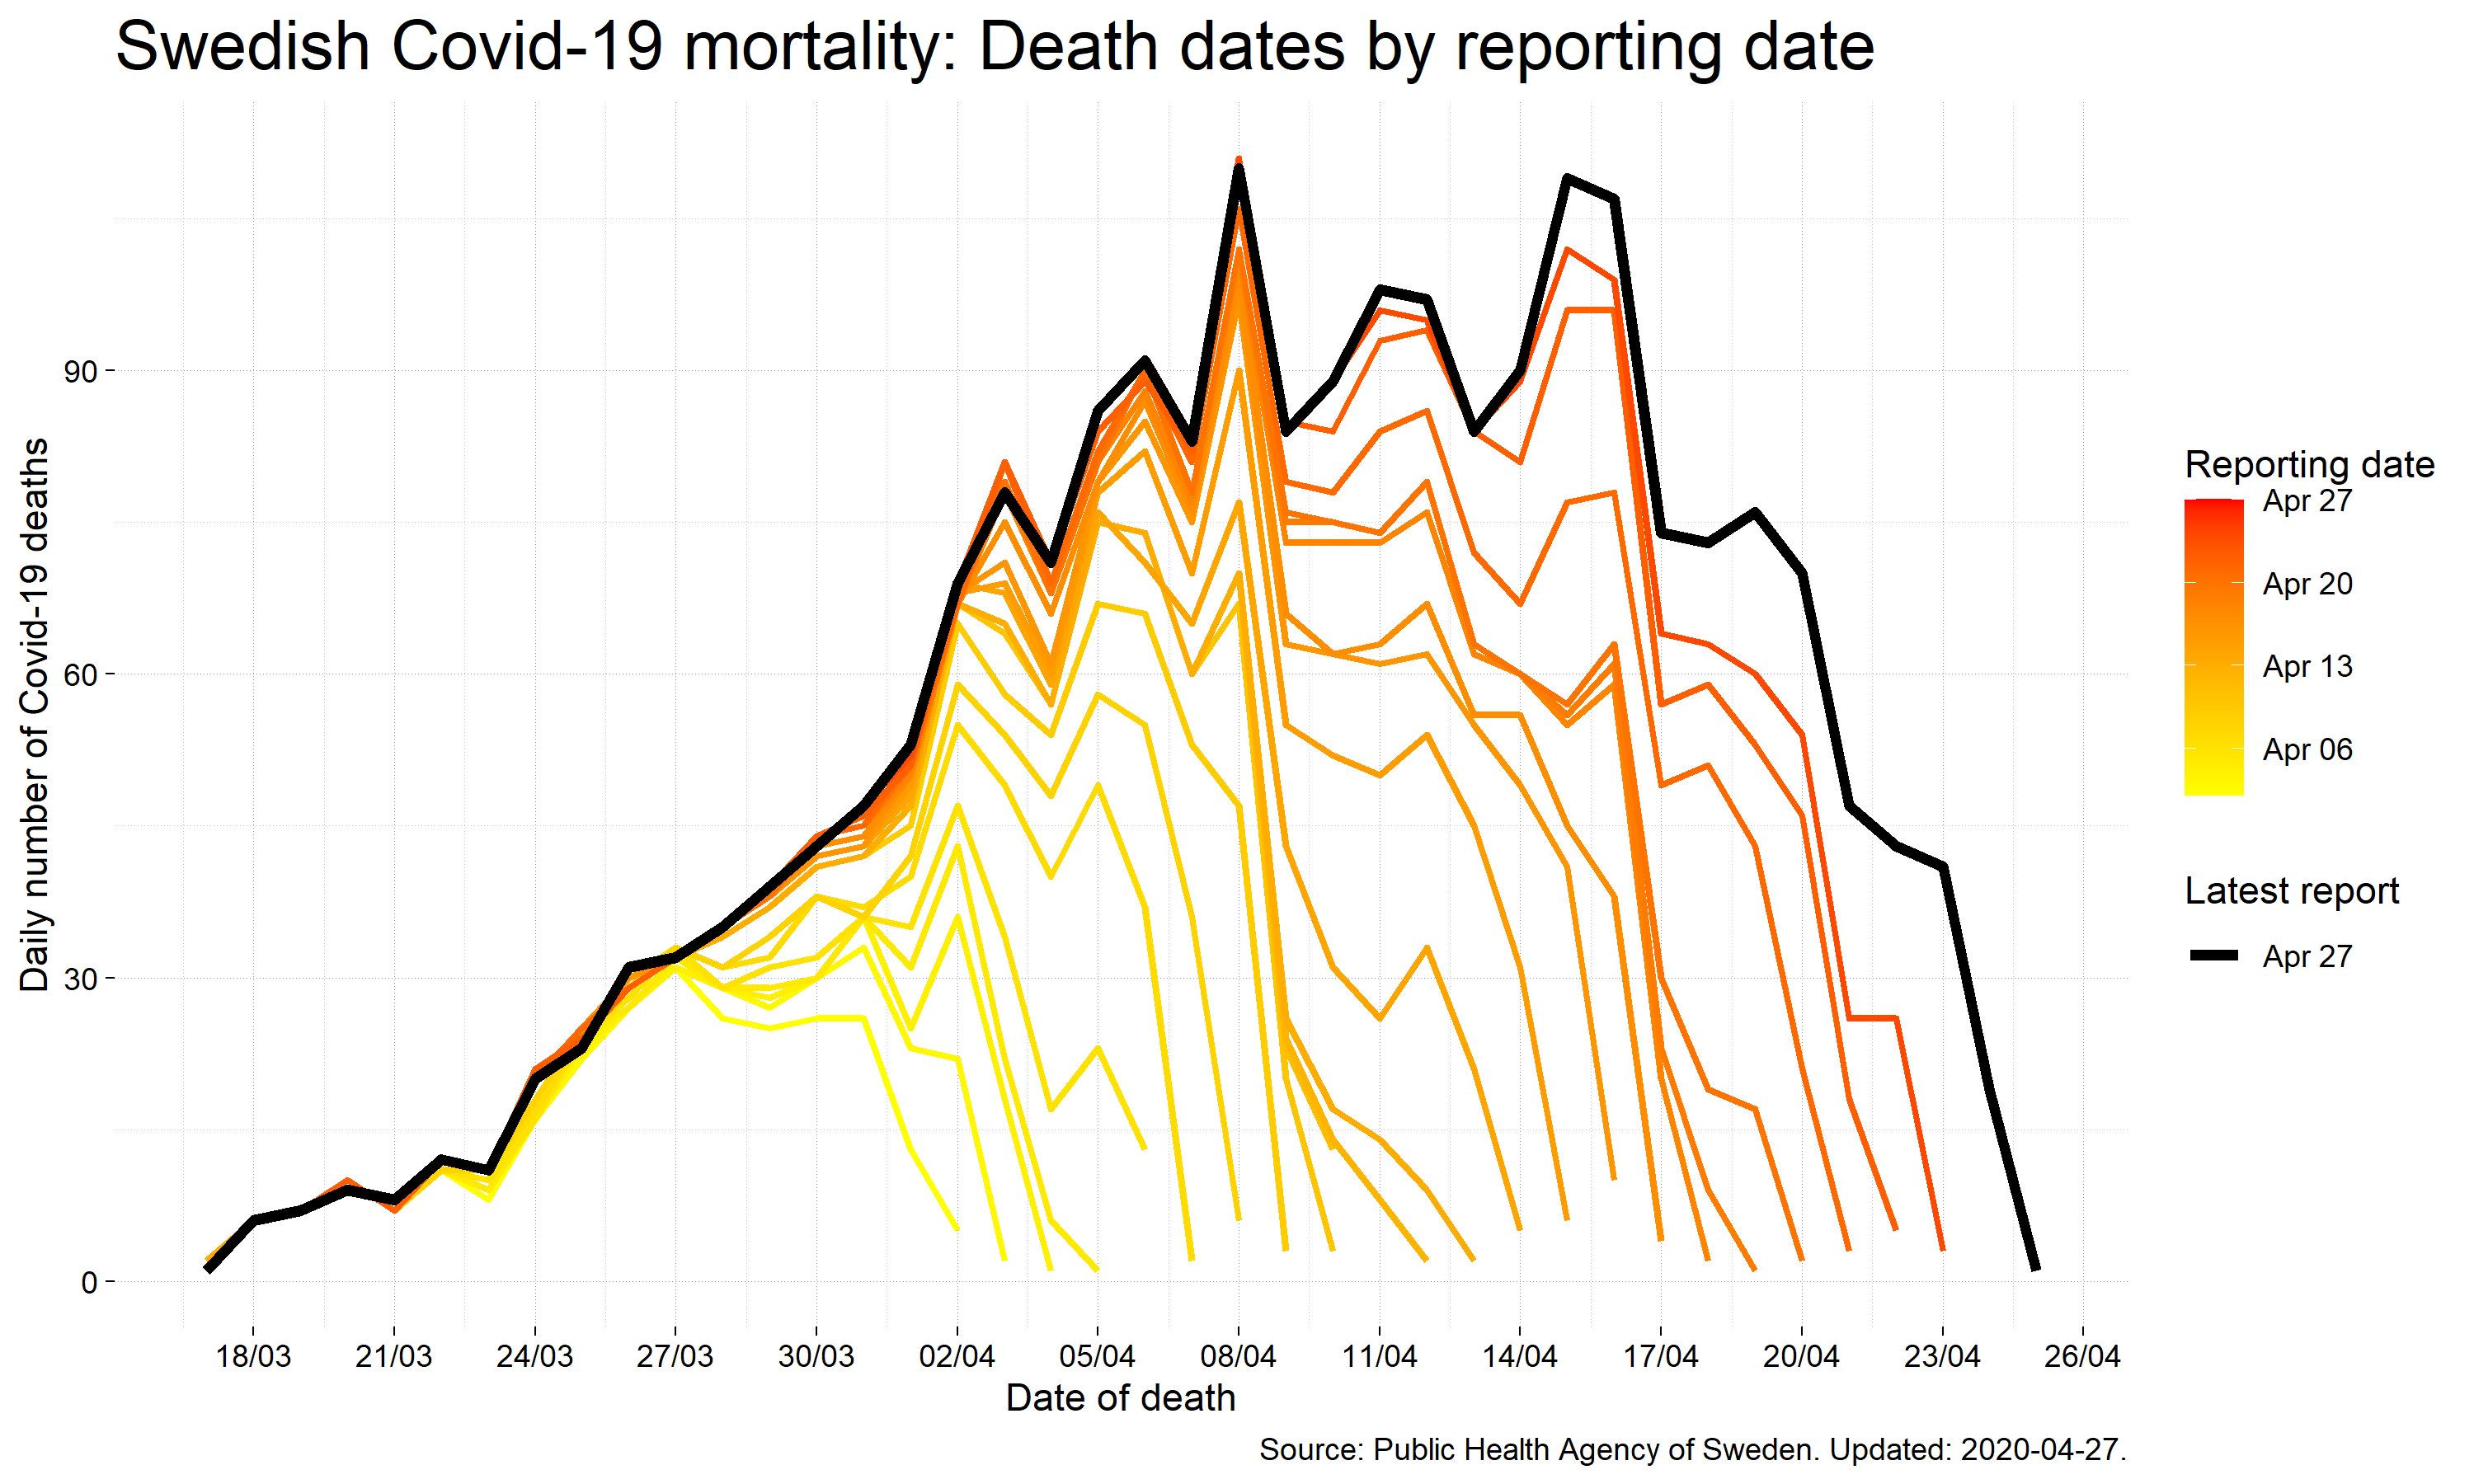 Swedish Covid-19 mortality: Death dates by reporting date
Daily number of Covid-19 deaths
90
60
30
0
18/03 21/03 24/03 27/03 30/03 02/04 05/04 08/04 11/04 14/04 17/04 20/04 23/04 26/04
Date of death
Reporting date
Apr 27
Apr 20
Apr 13
Apr 06
Latest report
Apr 27
Source: Public Health Agency of Sweden. Updated: 2020-04-27.